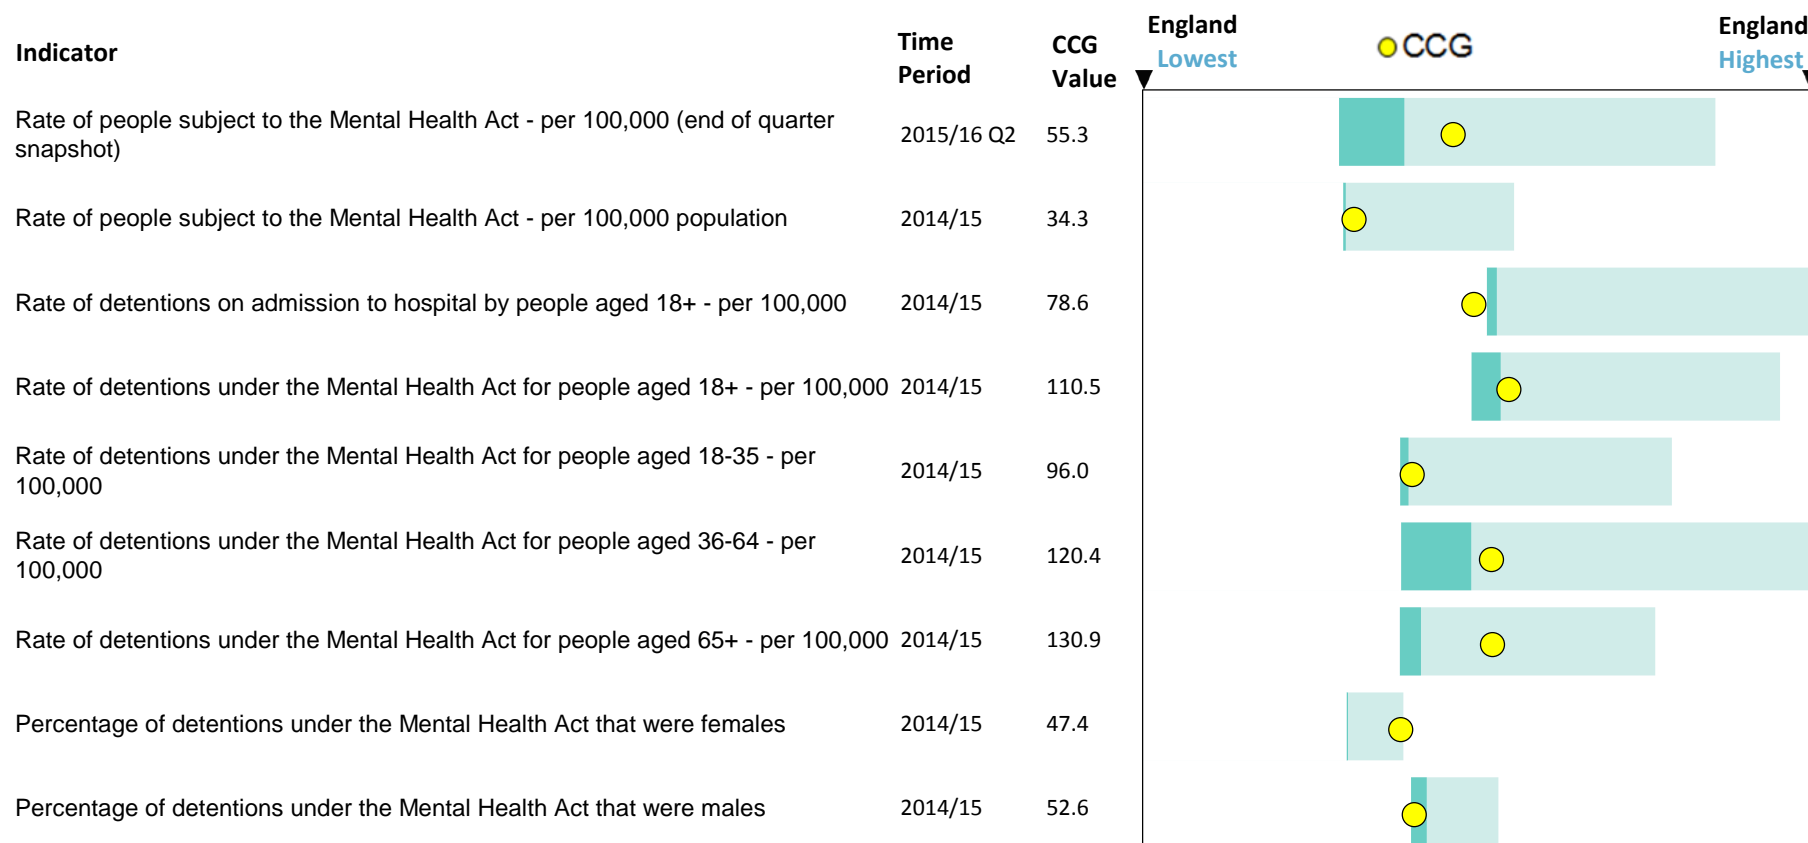 Indicator
Time Period
CCG Value
England Lowest
CCG
England Highest
Rate of people subject to the Mental Health Act - per 100,000 (end of quarter
snapshot)
2015/16 Q2
55.3
Rate of people subject to the Mental Health Act - per 100,000 population
2014/15
34.3
Rate of detentions on admission to hospital by people aged 18+ - per 100,000
2014/15
78.6
Rate of detentions under the Mental Health Act for people aged 18+ - per 100,000
2014/15
110.5
Rate of detentions under the Mental Health Act for people aged 18-35 - per
100,000
2014/15
96.0
Rate of detentions under the Mental Health Act for people aged 36-64 - per
100,000
2014/15
120.4
Rate of detentions under the Mental Health Act for people aged 65+ - per 100,000
2014/15
130.9
Percentage of detentions under the Mental Health Act that were females
2014/15
47.4
Percentage of detentions under the Mental Health Act that were males
2014/15
52.6